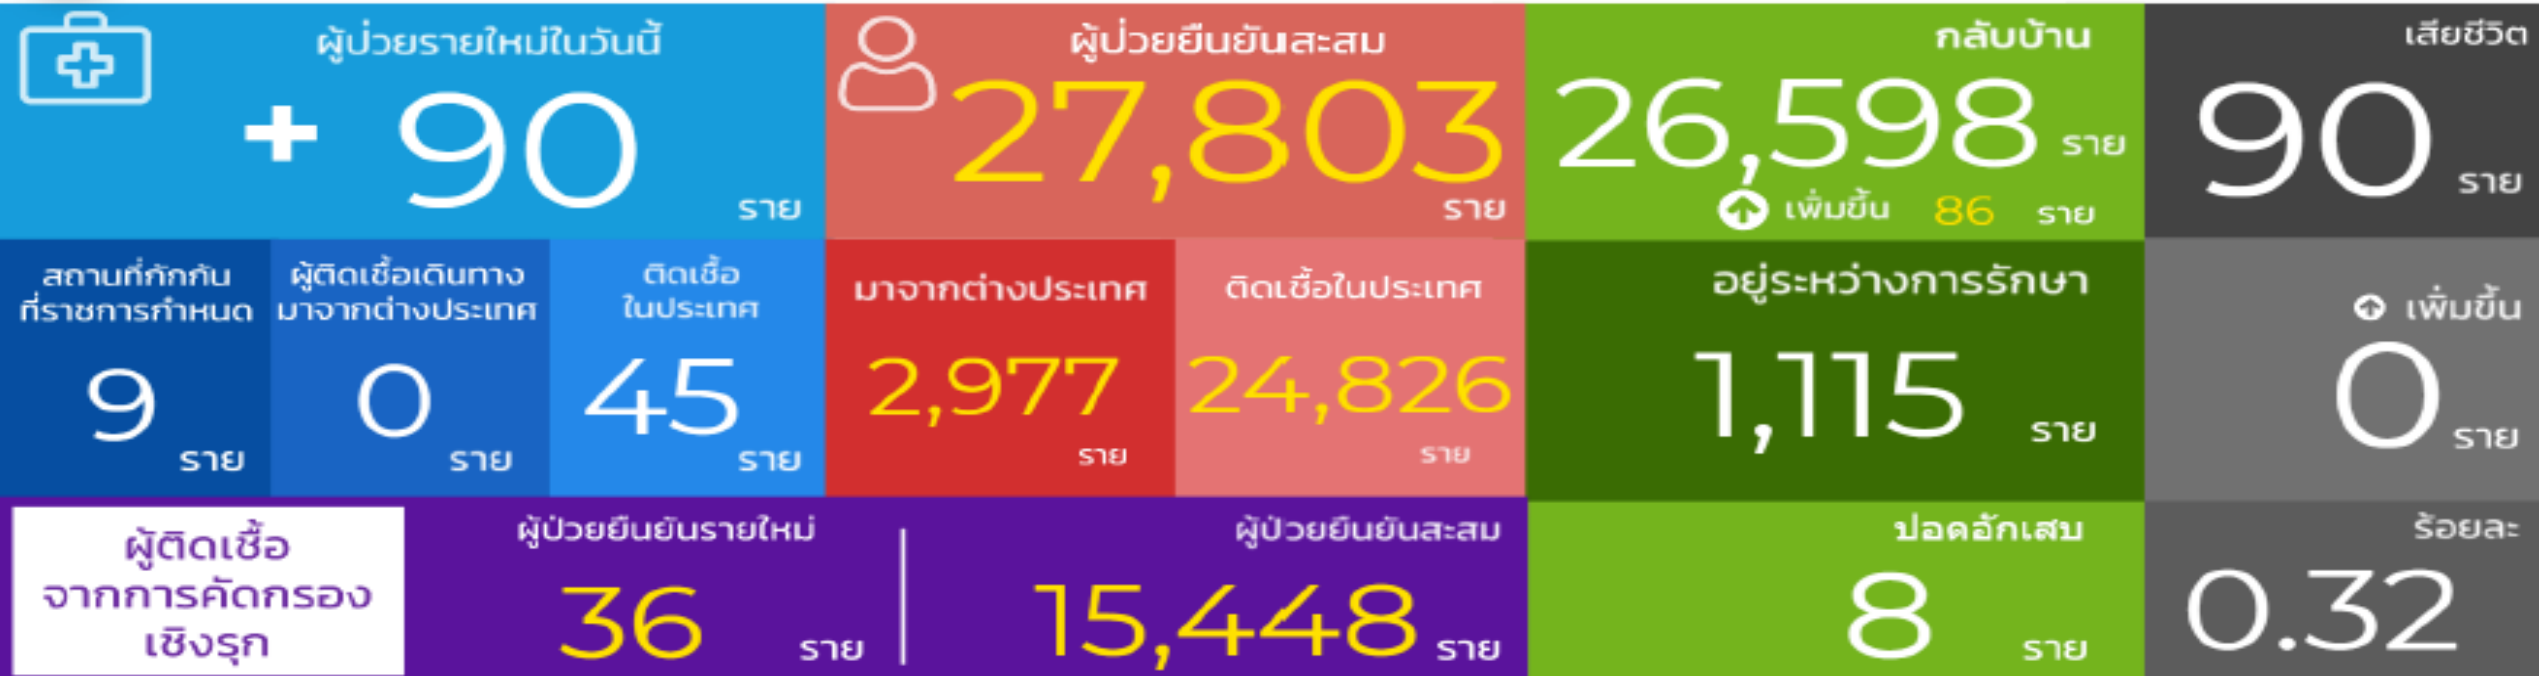 ผู้ป่วยรายใหม่ในวันนี้
+ 90
ราย
ผู้ป่วยยืนยันสะสม
27,803
ราย
กลับบ้าน
26,598 ราย
เพิ่มขึ้น 86 ราย
เสียชีวิต
90 ราย
สถานที่กักกัน
ที่ราชการกำหนด
9
ราย
ผู้ติดเชื้อเดินทาง
มาจากต่างประเทศ
0
ราย
ติดเชื้อ
ในประเทศ
45
ราย
มาจากต่างประเทศ
2,977
ราย
ติดเชื้อในประเทศ
24,826
ราย
อยู่ระหว่างการรักษา
1,115 ราย
เพิ่มขึ้น
0 ราย
ผู้ติดเชื้อ
จากการคัดกรอง
เชิงรุก
ผู้ป่วยยืนยันรายใหม่
36 ราย
ผู้ป่วยยืนยันสะสม
15,448 ราย
ปอดอักเสบ
8 ราย
ร้อยละ
0.32